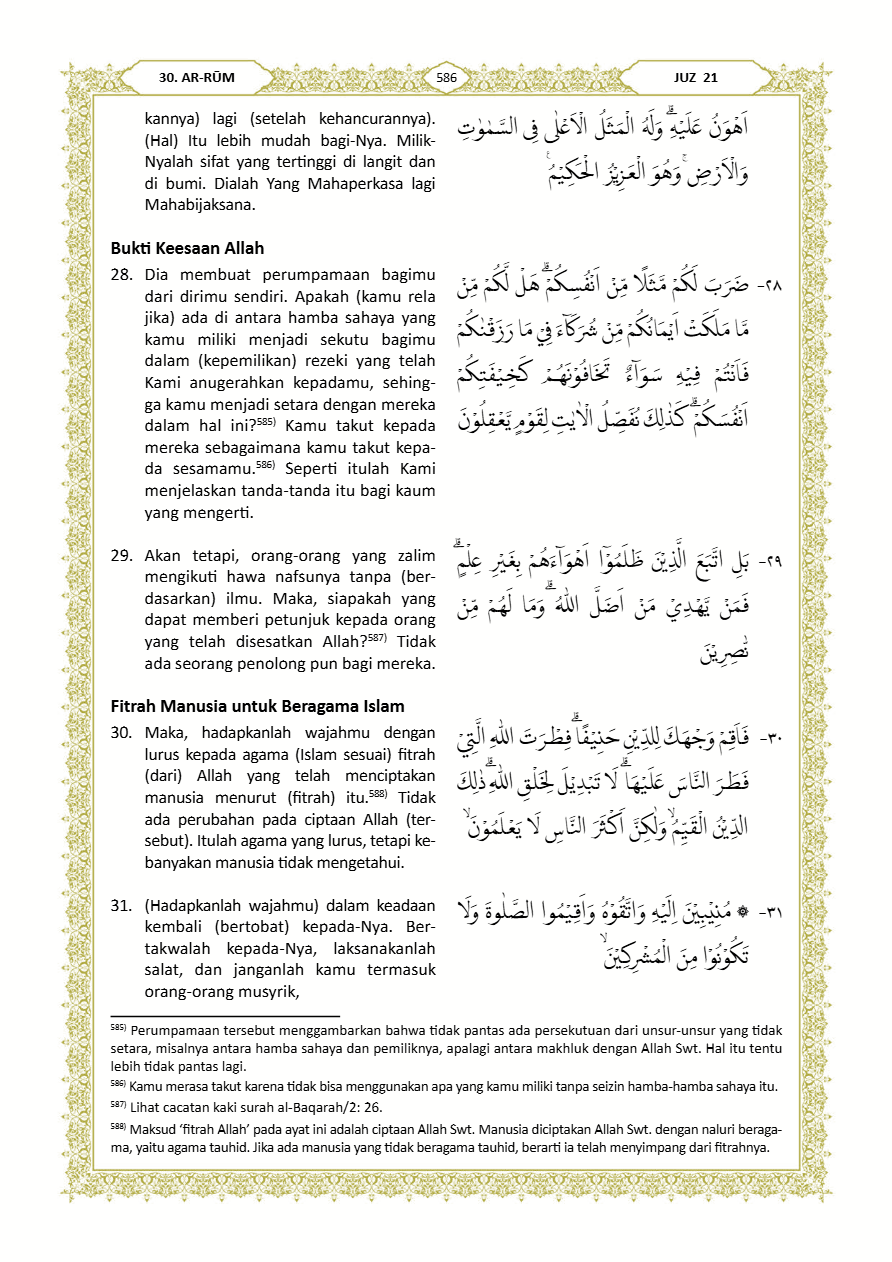 30. AR-RŪM
586
JUZ 21
kannya) lagi (setelah kehancurannya).
(Hal) Itu lebih mudah bagi-Nya. Milik-
Nyalah sifat yang tertinggi di langit dan
di bumi. Dialah Yang Mahaperkasa lagi
Mahabijaksana.
اَهْوَنُ عَلَيْهِۗ وَلَهُ الْمَثَلُ الْاَعْلٰى فِى السَّمٰوٰتِ
وَالْاَرْضِۚ وَهُوَ الْعَزِيْزُ الْحَكِيْمُ ࣖ
Bukti Keesaan Allah
28. Dia membuat perumpamaan bagimu
dari dirimu sendiri. Apakah (kamu rela
jika) ada di antara hamba sahaya yang
kamu miliki menjadi sekutu bagimu
dalam (kepemilikan) rezeki yang telah
Kami anugerahkan kepadamu, sehing-
ga kamu menjadi setara dengan mereka
dalam hal ini?585) Kamu takut kepada
mereka sebagaimana kamu takut kepa-
da sesamamu.586) Seperti itulah Kami
menjelaskan tanda-tanda itu bagi kaum
yang mengerti.
٢٨- ضَرَبَ لَكُمْ مَّثَلًا مِّنْ اَنْفُسِكُمْۗ هَلْ لَّكُمْ مِّنْ
مَّا مَلَكَتْ اَيْمَانُكُمْ مِّنْ شُرَكَاۤءَ فِيْ مَا رَزَقْنٰكُمْ
فَاَنْتُمْ فِيْهِ سَوَاۤءٌ تَخَافُوْنَهُمْ كَخِيْفَتِكُمْ
اَنْفُسَكُمْۗ كَذٰلِكَ نُفَصِّلُ الْاٰيٰتِ لِقَوْمٍ يَّعْقِلُوْنَ
29. Akan tetapi, orang-orang yang zalim
mengikuti hawa nafsunya tanpa (ber-
dasarkan) ilmu. Maka, siapakah yang
dapat memberi petunjuk kepada orang
yang telah disesatkan Allah?587) Tidak
ada seorang penolong pun bagi mereka.
٢٩- بَلِ اتَّبَعَ الَّذِيْنَ ظَلَمُوْٓا اَهْوَاۤءَهُمْ بِغَيْرِ عِلْمٍۗ
فَمَنْ يَّهْدِيْ مَنْ اَضَلَّ اللّٰهُ ۗوَمَا لَهُمْ مِّنْ
نّٰصِرِيْنَ
Fitrah Manusia untuk Beragama Islam
30. Maka, hadapkanlah wajahmu dengan
lurus kepada agama (Islam sesuai) fitrah
(dari) Allah yang telah menciptakan
manusia menurut (fitrah) itu.588) Tidak
ada perubahan pada ciptaan Allah (ter-
sebut). Itulah agama yang lurus, tetapi ke-
banyakan manusia tidak mengetahui.
٣٠- فَاَقِمْ وَجْهَكَ لِلدِّيْنِ حَنِيْفًاۗ فِطْرَتَ اللّٰهِ الَّتِيْ
فَطَرَ النَّاسَ عَلَيْهَاۗ لَا تَبْدِيْلَ لِخَلْقِ اللّٰهِ ۗذٰلِكَ
الدِّيْنُ الْقَيِّمُۙ وَلٰكِنَّ اَكْثَرَ النَّاسِ لَا يَعْلَمُوْنَۙ
31. (Hadapkanlah wajahmu) dalam keadaan
kembali (bertobat) kepada-Nya. Ber-
takwalah kepada-Nya, laksanakanlah
salat, dan janganlah kamu termasuk
orang-orang musyrik,
٣١- ۞ مُنِيْبِيْنَ اِلَيْهِ وَاتَّقُوْهُ وَاَقِيْمُوا الصَّلٰوةَ وَلَا
تَكُوْنُوْا مِنَ الْمُشْرِكِيْنَۙ
585) Perumpamaan tersebut menggambarkan bahwa tidak pantas ada persekutuan dari unsur-unsur yang tidak
setara, misalnya antara hamba sahaya dan pemiliknya, apalagi antara makhluk dengan Allah Swt. Hal itu tentu
lebih tidak pantas lagi.
586) Kamu merasa takut karena tidak bisa menggunakan apa yang kamu miliki tanpa seizin hamba-hamba sahaya itu.
587) Lihat cacatan kaki surah al-Baqarah/2: 26.
588) Maksud ‘fitrah Allah’ pada ayat ini adalah ciptaan Allah Swt. Manusia diciptakan Allah Swt. dengan naluri beraga-
ma, yaitu agama tauhid. Jika ada manusia yang tidak beragama tauhid, berarti ia telah menyimpang dari fitrahnya.